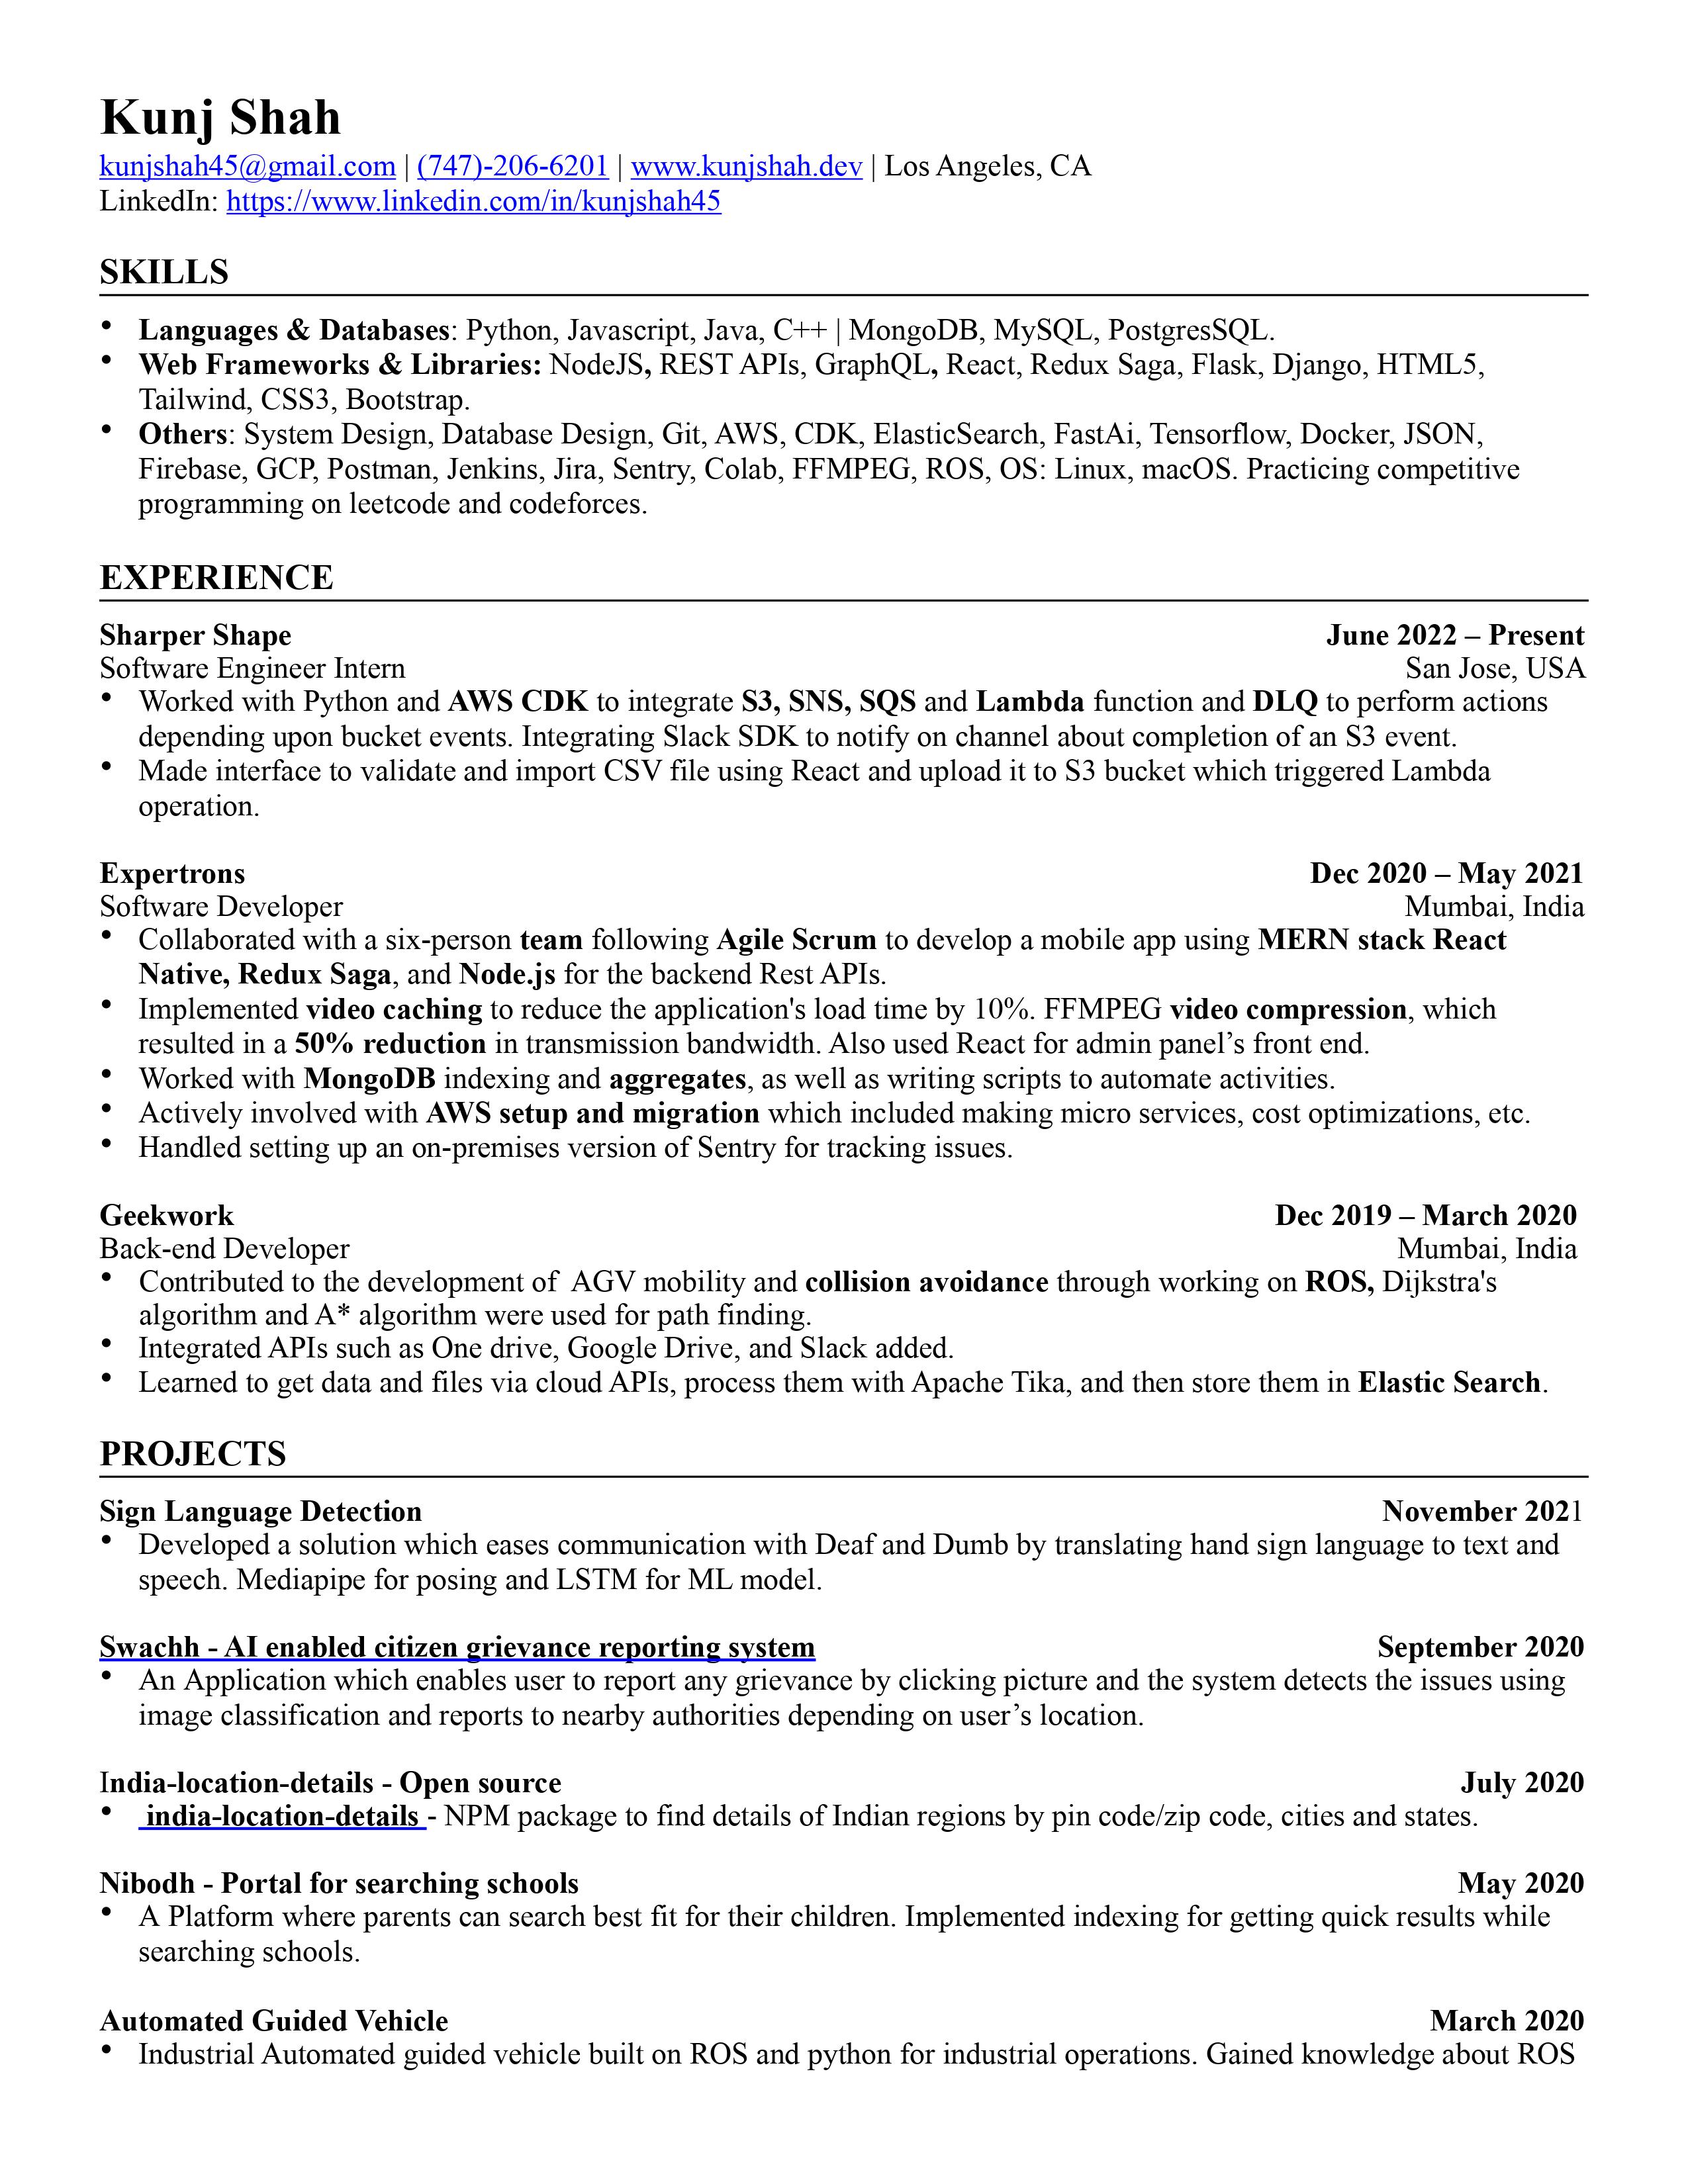 Kunj Shah
kunjshah45@gmail.com | (747)-206-6201 | www.kunjshah.dev | Los Angeles, CA
LinkedIn: https://www.linkedin.com/in/kunjshah45
SKILLS
• Languages & Databases: Python, Javascript, Java, C++ | MongoDB, MySQL, PostgresSQL.
• Web Frameworks & Libraries: NodeJS, REST APIs, GraphQL, React, Redux Saga, Flask, Django, HTML5,
Tailwind, CSS3, Bootstrap.
• Others: System Design, Database Design, Git, AWS, CDK, ElasticSearch, FastAi, Tensorflow, Docker, JSON,
Firebase, GCP, Postman, Jenkins, Jira, Sentry, Colab, FFMPEG, ROS, OS: Linux, macOS. Practicing competitive
programming on leetcode and codeforces.
EXPERIENCE
Sharper Shape June 2022 – Present
Software Engineer Intern San Jose, USA
• Worked with Python and AWS CDK to integrate S3, SNS, SQS and Lambda function and DLQ to perform actions
depending upon bucket events. Integrating Slack SDK to notify on channel about completion of an S3 event.
• Made interface to validate and import CSV file using React and upload it to S3 bucket which triggered Lambda
operation.
Expertrons Dec 2020 – May 2021
Software Developer Mumbai, India
• Collaborated with a six-person team following Agile Scrum to develop a mobile app using MERN stack React
Native, Redux Saga, and Node.js for the backend Rest APIs.
• Implemented video caching to reduce the application's load time by 10%. FFMPEG video compression, which
resulted in a 50% reduction in transmission bandwidth. Also used React for admin panel’s front end.
• Worked with MongoDB indexing and aggregates, as well as writing scripts to automate activities.
• Actively involved with AWS setup and migration which included making micro services, cost optimizations, etc.
• Handled setting up an on-premises version of Sentry for tracking issues.
Geekwork Dec 2019 – March 2020
Back-end Developer Mumbai, India
• Contributed to the development of AGV mobility and collision avoidance through working on ROS, Dijkstra's
algorithm and A* algorithm were used for path finding.
• Integrated APIs such as One drive, Google Drive, and Slack added.
• Learned to get data and files via cloud APIs, process them with Apache Tika, and then store them in Elastic Search.
PROJECTS
Sign Language Detection November 2021
• Developed a solution which eases communication with Deaf and Dumb by translating hand sign language to text and
speech. Mediapipe for posing and LSTM for ML model.
Swachh - AI enabled citizen grievance reporting system September 2020
• An Application which enables user to report any grievance by clicking picture and the system detects the issues using
image classification and reports to nearby authorities depending on user’s location.
India-location-details - Open source July 2020
• india-location-details - NPM package to find details of Indian regions by pin code/zip code, cities and states.
Nibodh - Portal for searching schools May 2020
• A Platform where parents can search best fit for their children. Implemented indexing for getting quick results while
searching schools.
Automated Guided Vehicle March 2020
• Industrial Automated guided vehicle built on ROS and python for industrial operations. Gained knowledge about ROS